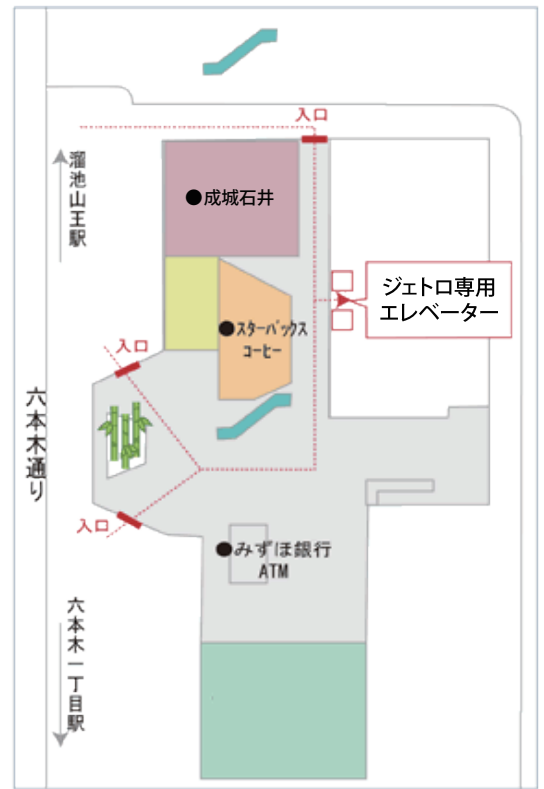 入口
溜池山王駅
●成城石井
ジェトロ専用
エレベーター
●スターバックス
コーヒー
入口
六本木通り
入口
●みずほ銀行
ATM
六本木一丁目駅